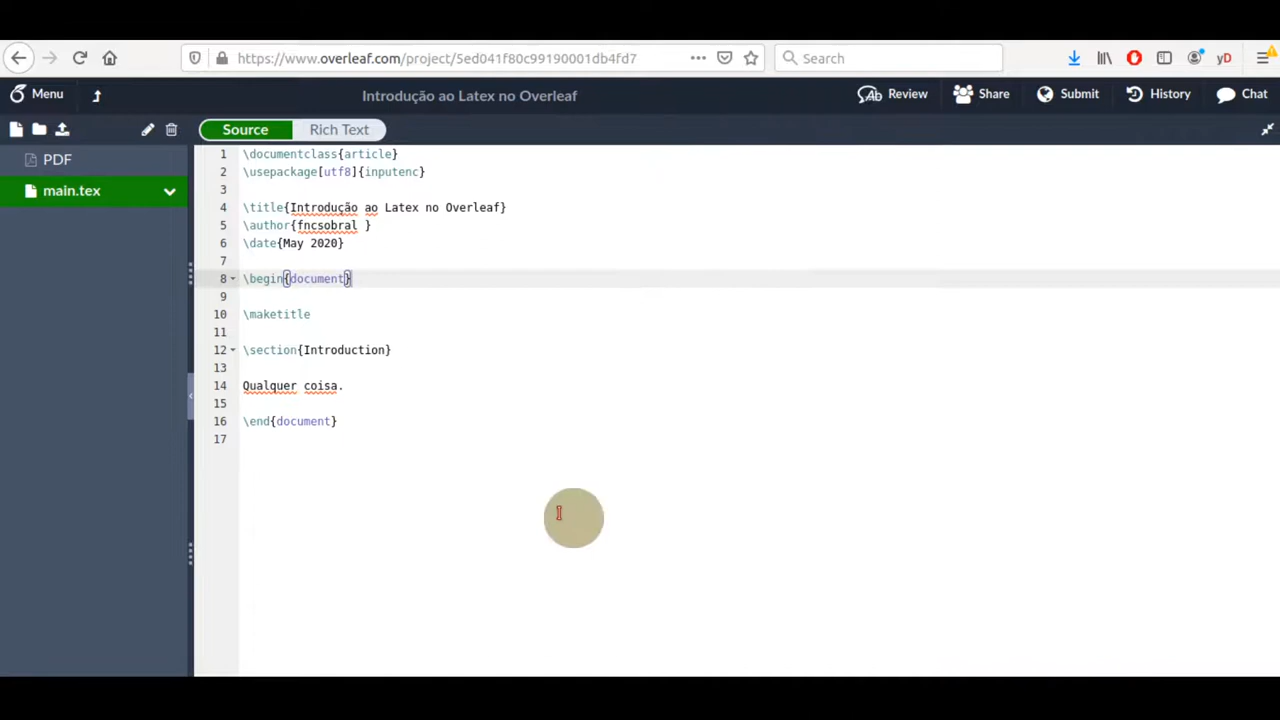 https://www.overleaf.com/project/5ed041f80c99190001db4fd7
Search
yD
Menu
Introdução ao Latex no Overleaf
Review
Share
Submit
History
Chat
Source
Rich Text
PDF
main.tex
1 \documentclass{article}
2 \usepackage[utf8]{inputenc}
3
4 \title{Introdução ao Latex no Overleaf}
5 \author{fncsobral }
6 \date{May 2020}
7
8 \begin{document}
9
10 \maketitle
11
12 \section{Introduction}
13
14 Qualquer coisa.
15
16 \end{document}
17